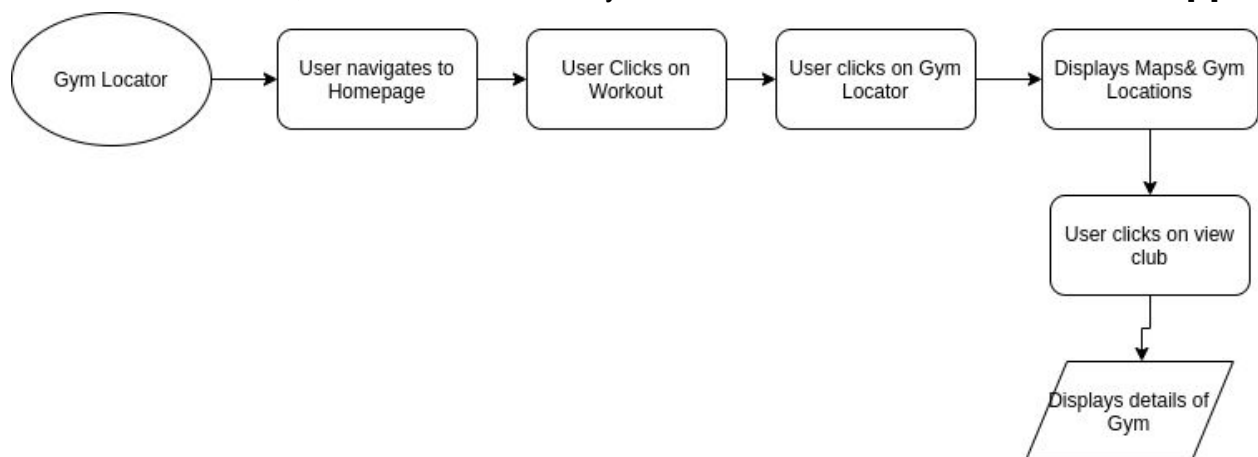 Gym Locator
User navigates to
Homepage
User Clicks on
Workout
User clicks on Gym
Locator
Displays Maps& Gym
Locations
User clicks on view
club
Displays details of
Gym